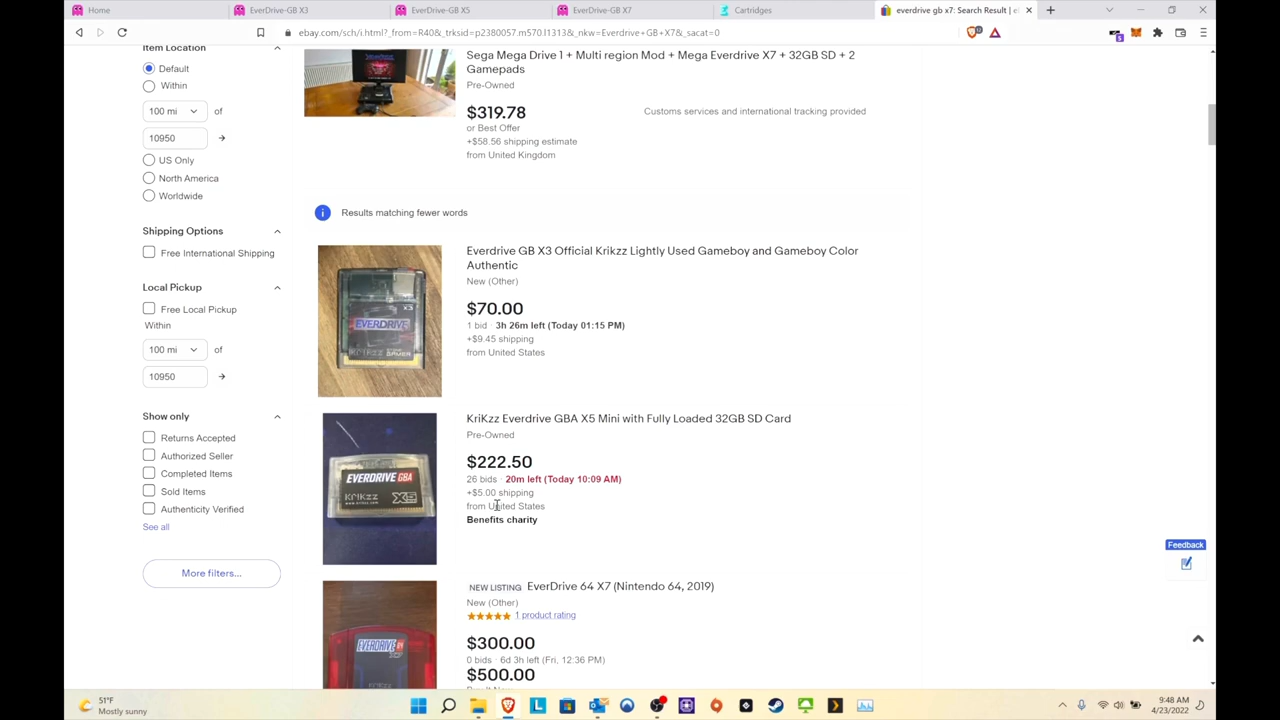 Home
EverDrive-GB X3
EverDrive-GB X5
EverDrive-GB X7
Cartridges
everdrive gb x7: Search Result | e
ebay.com/sch/i.html?_from=R40&_trksid=p2380057.m570.l1313&_nkw=Everdrive+GB+X7&_sacat=0
Item Location
Default
Within
100 mi of
10950
US Only
North America
Worldwide
Shipping Options
Free International Shipping
Local Pickup
Free Local Pickup
Within
100 mi of
10950
Show only
Returns Accepted
Authorized Seller
Completed Items
Sold Items
Authenticity Verified
See all
More filters...
Sega Mega Drive 1 + Multi region Mod + Mega Everdrive X7 + 32GB SD + 2
Gamepads
Pre-Owned
$319.78
or Best Offer
+$58.56 shipping estimate
from United Kingdom
Customs services and international tracking provided
Results matching fewer words
Everdrive GB X3 Official Krikzz Lightly Used Gameboy and Gameboy Color
Authentic
New (Other)
$70.00
1 bid · 3h 26m left (Today 01:15 PM)
+$9.45 shipping
from United States
X3
EVERDRIVE
KriKzz Everdrive GBA X5 Mini with Fully Loaded 32GB SD Card
Pre-Owned
$222.50
26 bids · 20m left (Today 10:09 AM)
+$5.00 shipping
from United States
Benefits charity
EVERDRIVE GBA
KRIKZZ
X5
NEW LISTING EverDrive 64 X7 (Nintendo 64, 2019)
New (Other)
1 product rating
$300.00
0 bids · 6d 3h left (Fri, 12:36 PM)
$500.00
EVERDRIVE
Feedback
51°F
Mostly sunny
9:48 AM
4/23/2022